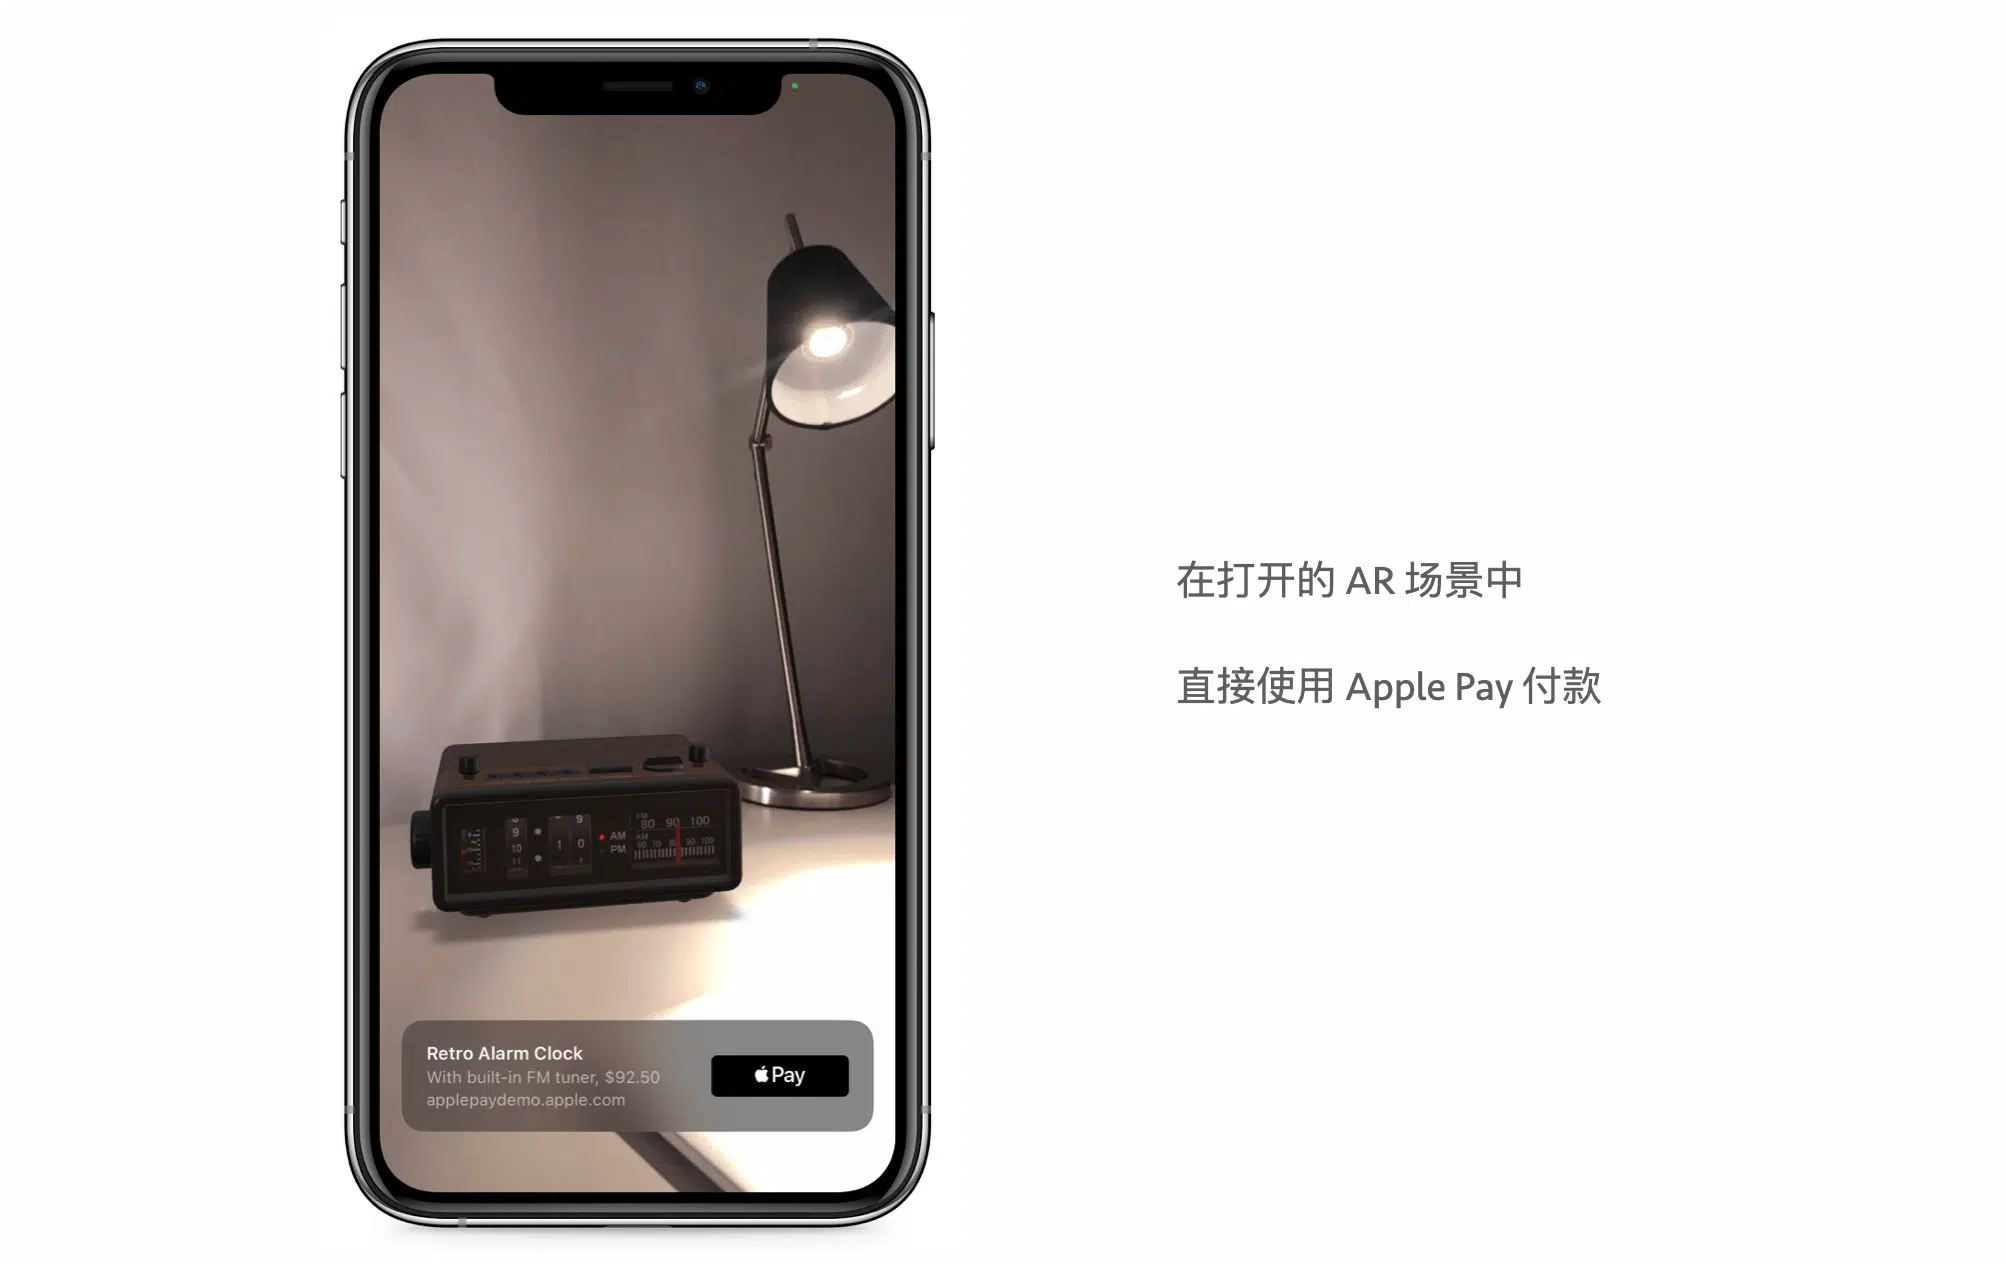 在打开的 AR 场景中
直接使用 Apple Pay 付款
9
9
10
11
1 0
1
AM
PM
FM
80 90 100
AM
60 70 8 90 100
Retro Alarm Clock
With built-in FM tuner, $92.50
applepaydemo.apple.com
Pay